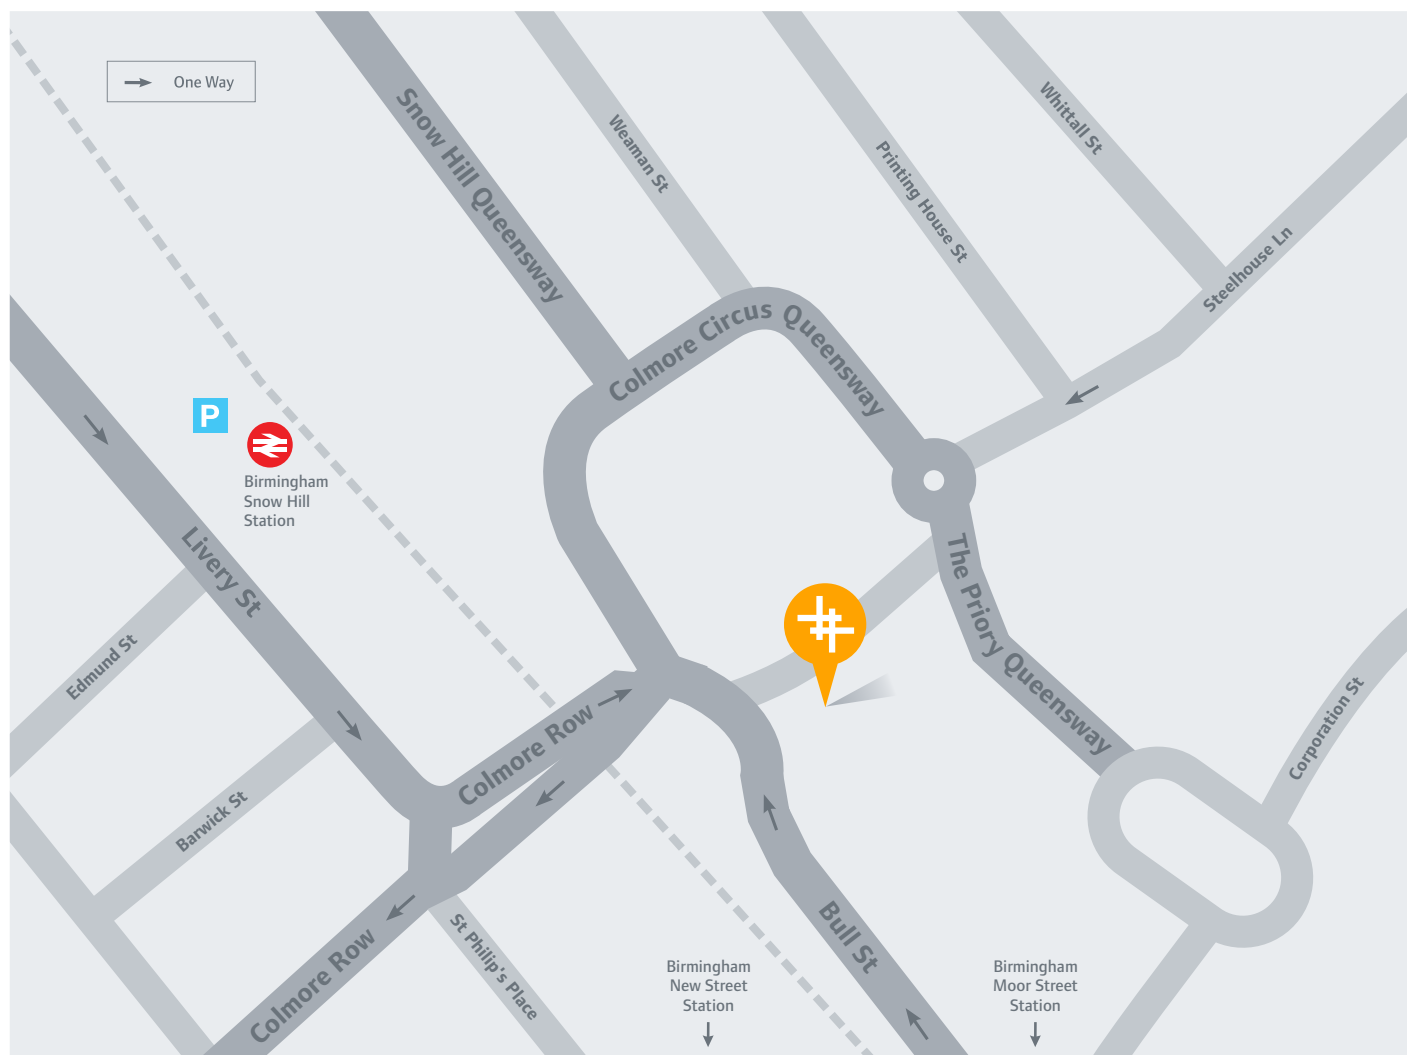 One Way
Snow Hill Queensway
Weaman St
Printing House St
Whittall St
Steelhouse Ln
Colmore Circus Queensway
P
Birmingham
Snow Hill
Station
Livery St
The Priory Queensway
Edmund St
Corporation St
Colmore Row
Barwick St
Bull St
St Philip's Place
Colmore Row
Birmingham
New Street
Station
Birmingham
Moor Street
Station